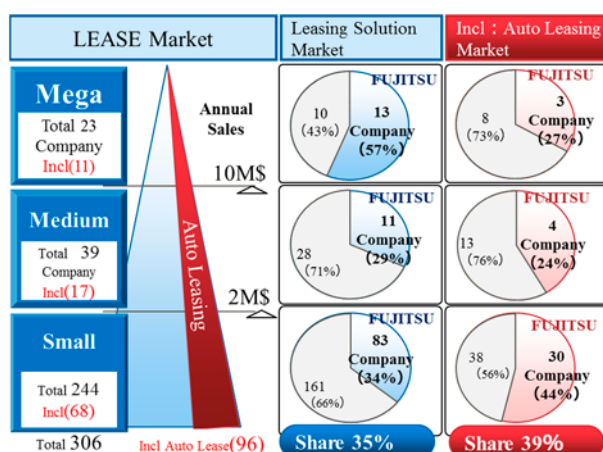 LEASE Market
Leasing Solution
Market
Incl：Auto Leasing
Market
Mega
Total 23
Company
Incl(11)
Annual
Sales
10M$
FUJITSU
10
(43%)
13
Company
(57%)
FUJITSU
8
(73%)
3
Company
(27%)
Medium
Total 39
Company
Incl(17)
Auto Leasing
2M$
FUJITSU
28
(71%)
11
Company
(29%)
FUJITSU
13
(76%)
4
Company
(24%)
Small
Total 244
Incl(68)
FUJITSU
161
(66%)
83
Company
(34%)
FUJITSU
38
(56%)
30
Company
(44%)
Total 306
Incl Auto Lease(96)
Share 35%
Share 39%